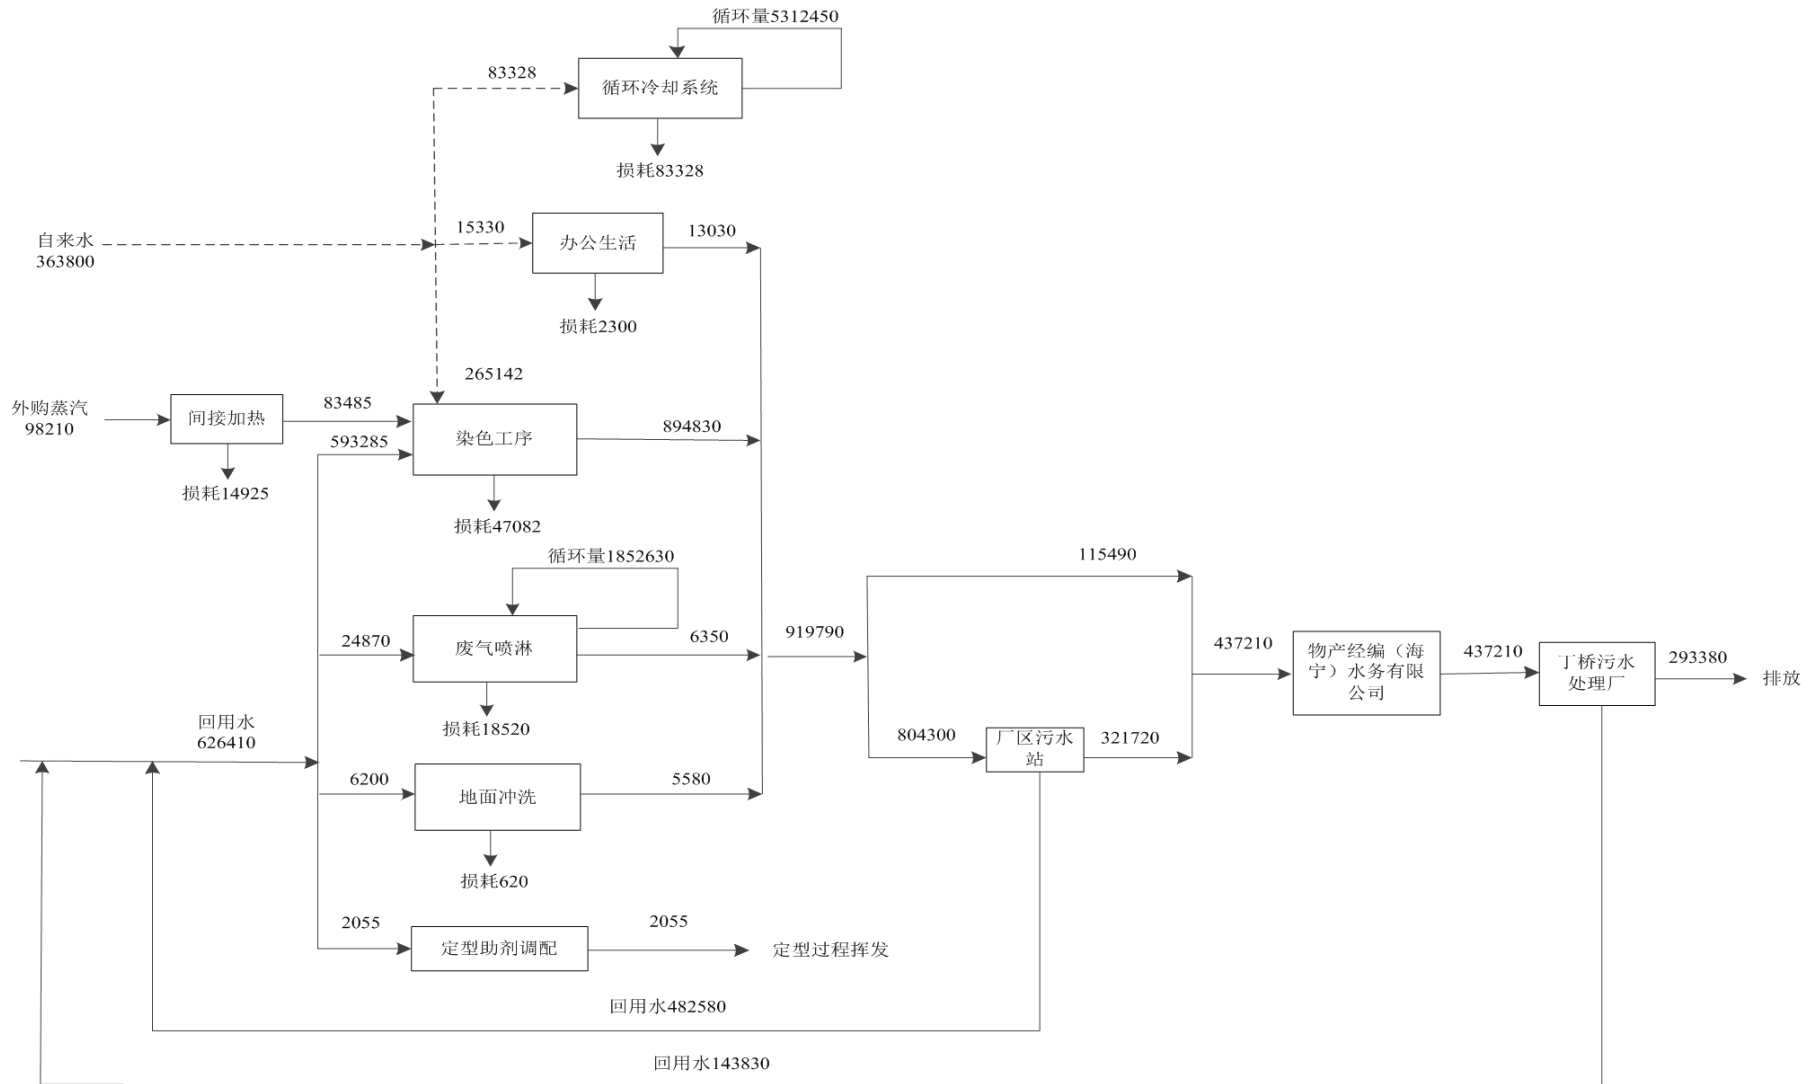 循环量5312450
83328
循环冷却系统
损耗83328
自来水
363800
15330
办公生活
13030
损耗2300
265142
外购蒸汽
98210
间接加热
83485
593285
染色工序
894830
损耗14925
损耗47082
循环量1852630
115490
24870
废气喷淋
6350
919790
437210
物产经编（海
宁）水务有限
公司
437210
丁桥污水
处理厂
293380
排放
损耗18520
回用水
626410
804300
厂区污水
站
321720
6200
地面冲洗
5580
损耗620
2055
定型助剂调配
2055
定型过程挥发
回用水482580
回用水143830